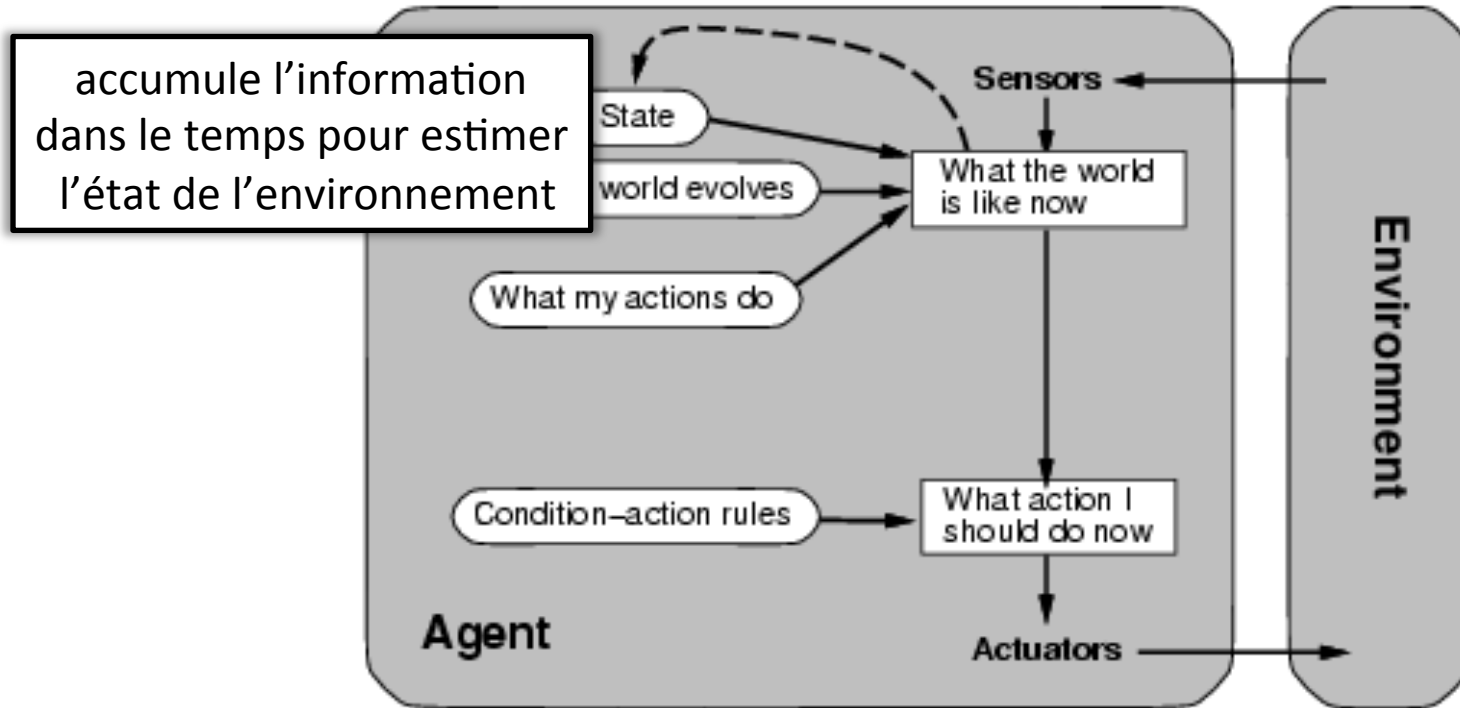 accumule l’information
dans le temps pour estimer
l’état de l’environnement
State
world evolves
What my actions do
Sensors
What the world
is like now
Condition–action rules
What action I
should do now
Agent
Actuators
Environment